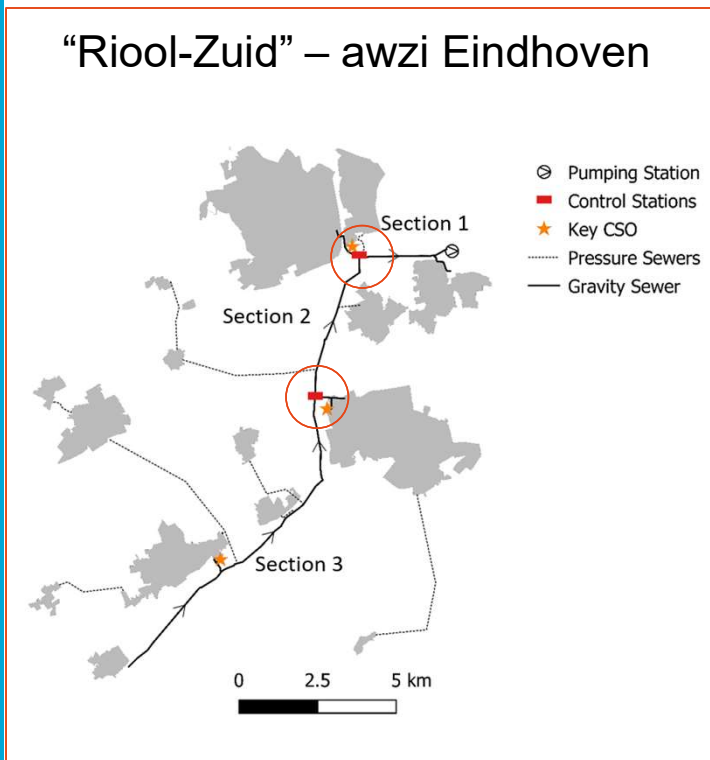 “Riool-Zuid” – awzi Eindhoven
Pumping Station
Control Stations
Key CSO
Pressure Sewers
Gravity Sewer
Section 1
Section 2
Section 3
0 2.5 5 km